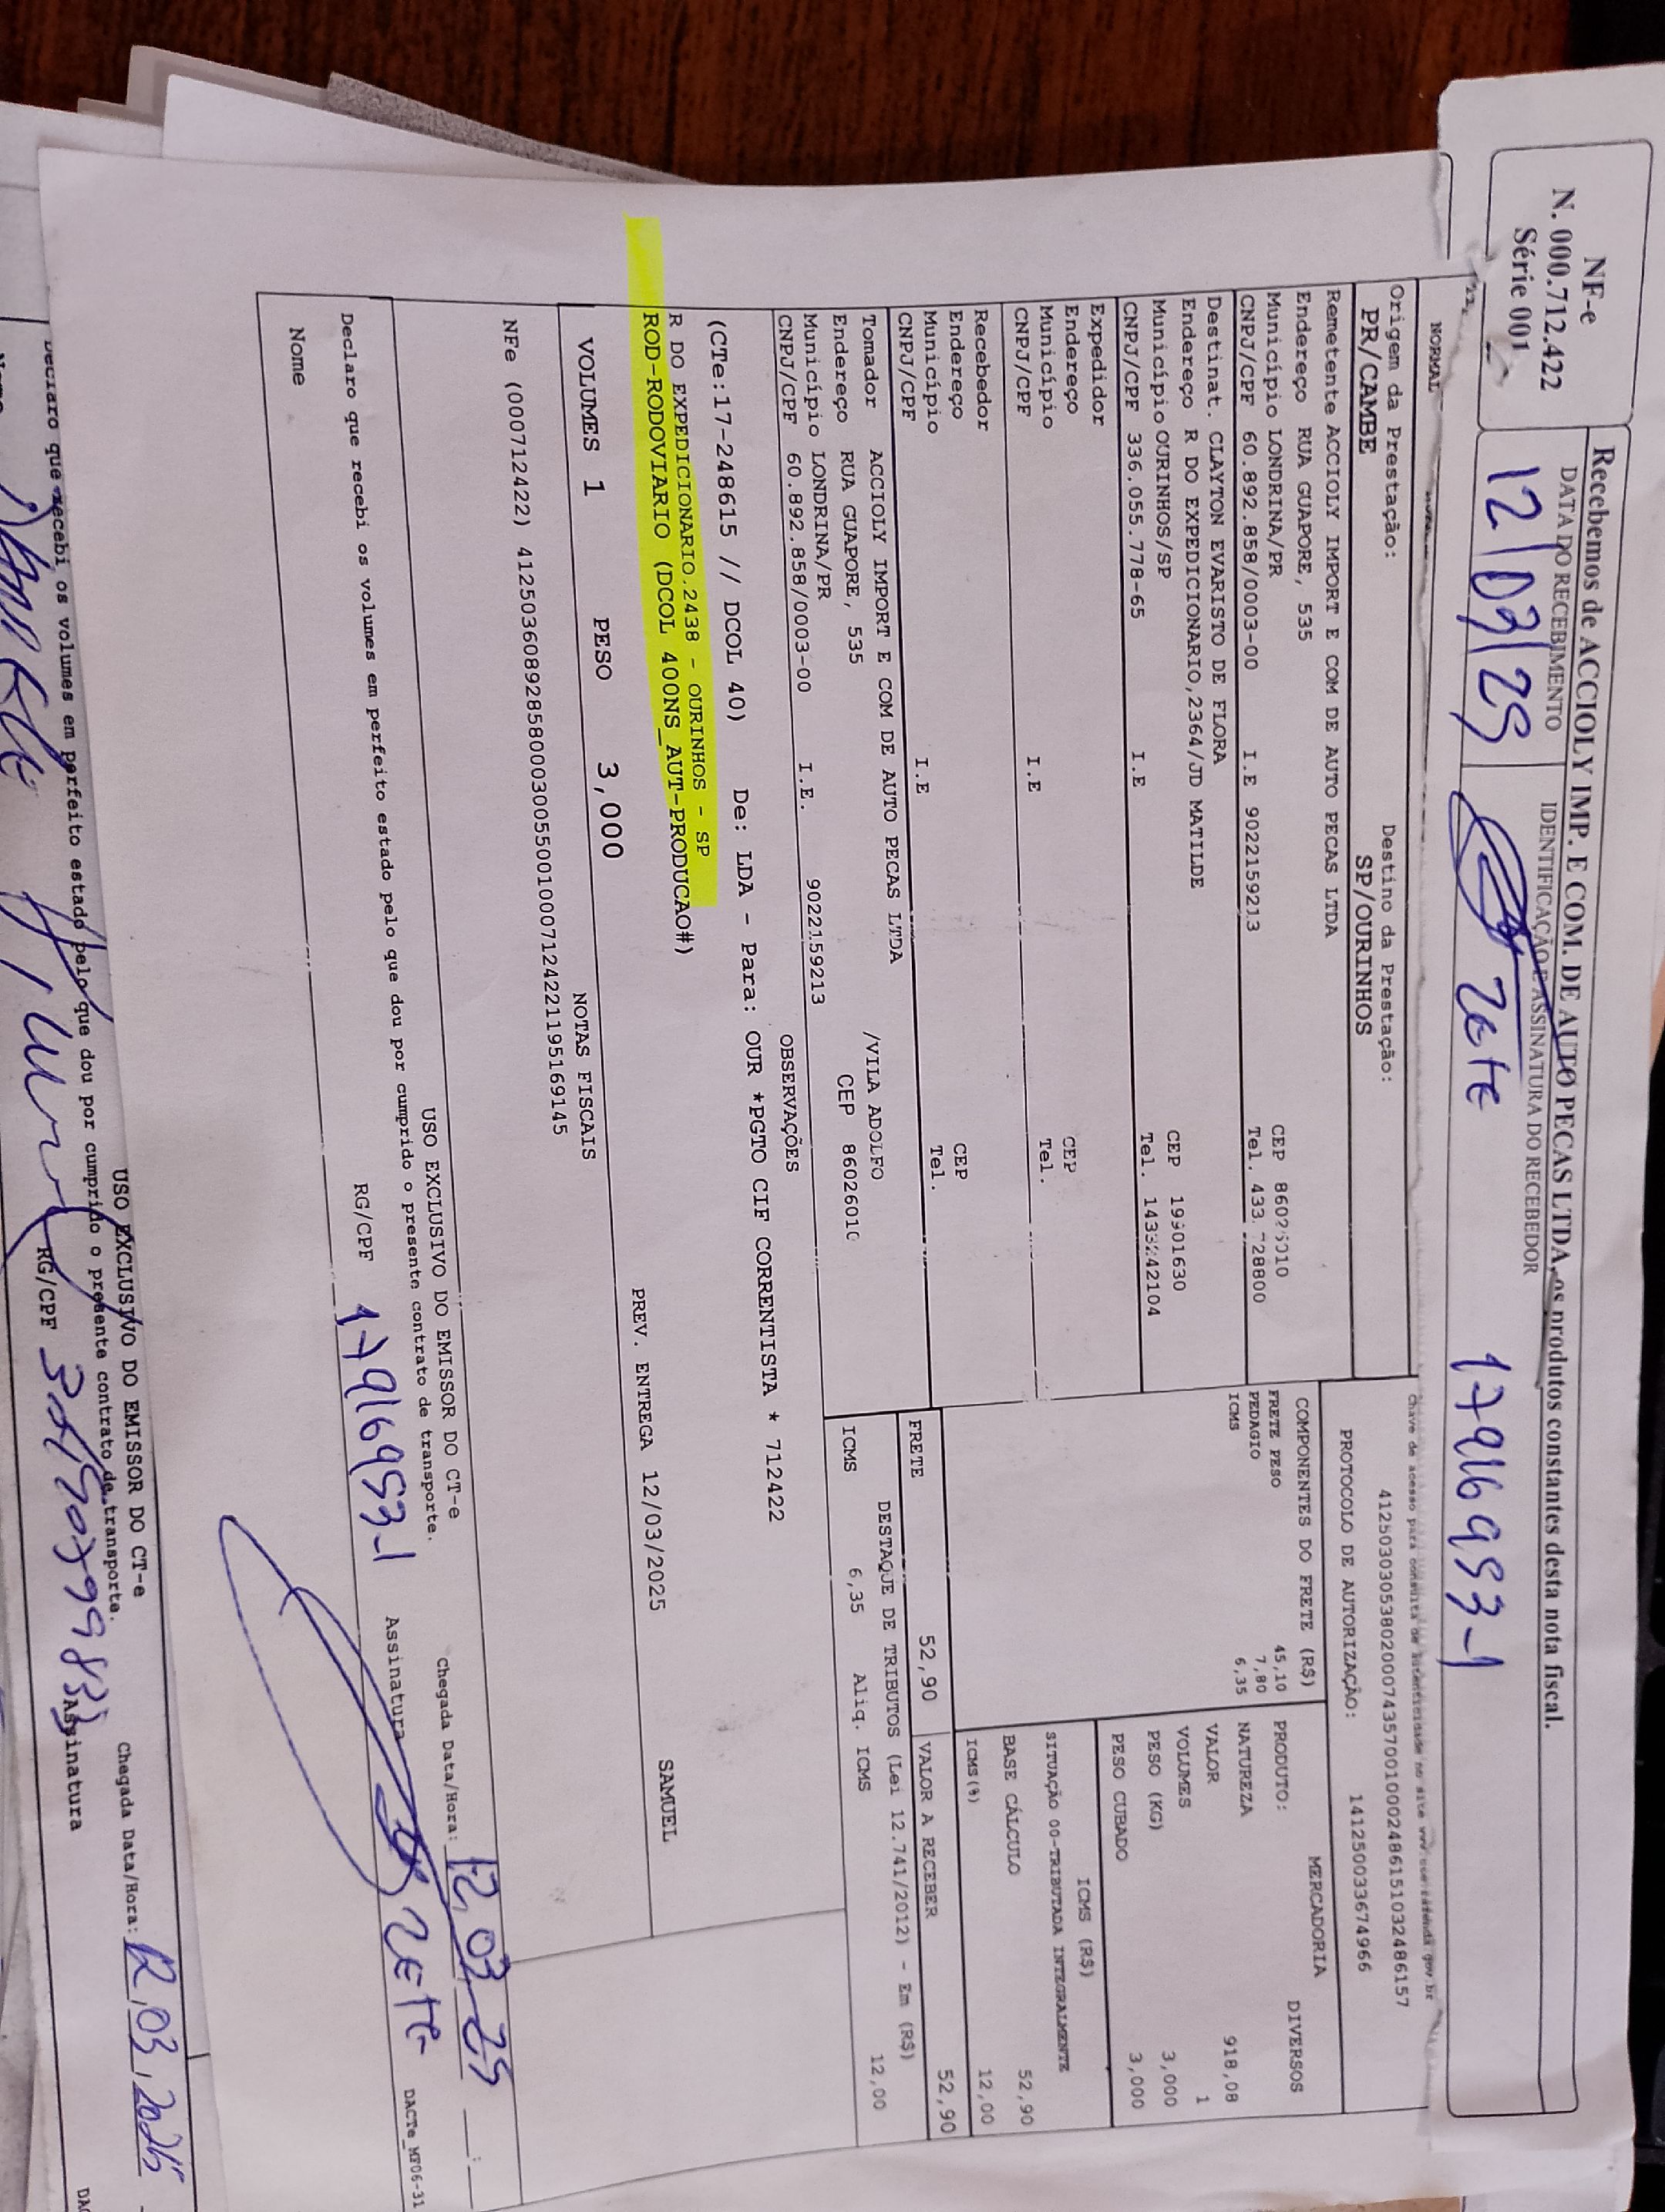 Recebemos de ACCIOLY IMP. E COM. DE AUTO PECAS LTDA, os produtos constantes desta nota fiscal.
NF-e
N. 000.712.422
Série 001
DATA DO RECEBIMENTO
12/03/25
IDENTIFICAÇÃO E ASSINATURA DO RECEBEDOR
ZETE
17916953-1
NORMAL
Chave de acesso para consulta de autenticidade no site
41250303053802000743570010002486151032486157
Origem da Prestação:
PR/CAMBE
Destino da Prestação:
SP/OURINHOS
PROTOCOLO DE AUTORIZAÇÃO:
141250033674966
Remetente ACCIOLY IMPORT E COM DE AUTO PECAS LTDA
Endereço RUA GUAPORE, 535
Município LONDRINA/PR
CEP
CNPJ/CPF 60.892.858/0003-00
I.E 9022159213
Tel.
Destinat. CLAYTON EVARISTO DE FLORA
Endereço R DO EXPEDICIONARIO,2364/JD MATILDE
Município OURINHOS/SP
CEP 19901630
CNPJ/CPF 336.055.778-65
I.E
Tel.
Expedidor
Endereço
Município
CEP
CNPJ/CPF
I.E
Tel.
Recebedor
Endereço
Município
CEP
CNPJ/CPF
I.E
Tel.
Tomador ACCIOLY IMPORT E COM DE AUTO PECAS LTDA
Endereço RUA GUAPORE, 535
/VILA ADOLFO
Município LONDRINA/PR
CEP 86026010
CNPJ/CPF 60.892.858/0003-00
I.E. 9022159213
COMPONENTES DO FRETE (R$)
FRETE PESO 45,10
PEDAGIO 7,80
ICMS 6,35
MERCADORIA
PRODUTO: DIVERSOS
NATUREZA
VALOR 918,08
VOLUMES 1
PESO (KG) 3,000
PESO CUBADO 3,000
ICMS (R$)
SITUAÇÃO 00-TRIBUTADA INTEGRALMENTE
BASE CÁLCULO 52,90
ICMS(%) 12,00
FRETE 52,90
VALOR A RECEBER 52,90
DESTAQUE DE TRIBUTOS (Lei 12.741/2012) - Em (R$)
ICMS 6,35 Aliq. ICMS 12,00
OBSERVAÇÕES
(CTe:17-248615 // DCOL 40) De: LDA - Para: OUR *PGTO CIF CORRENTISTA * 712422
R DO EXPEDICIONARIO,2438 - OURINHOS - SP
ROD-RODOVIARIO (DCOL 400NS_AUT-PRODUCAO#)
PREV. ENTREGA 12/03/2025
SAMUEL
VOLUMES 1 PESO 3,000
NOTAS FISCAIS
NFe (000712422) 41250360892858000300550010007124221195169145
USO EXCLUSIVO DO EMISSOR DO CT-e
Declaro que recebi os volumes em perfeito estado pelo que dou por cumprido o presente contrato de transporte.
Chegada Data/Hora: 12,03-25
Nome
RG/CPF 17916953-1
Assinatura ZETE
DACTe_MF06-31
USO EXCLUSIVO DO EMISSOR DO CT-e
Declaro que recebi os volumes em perfeito estado pelo que dou por cumprido o presente contrato de transporte.
Chegada Data/Hora: 12,03,2025
RG/CPF
Assinatura